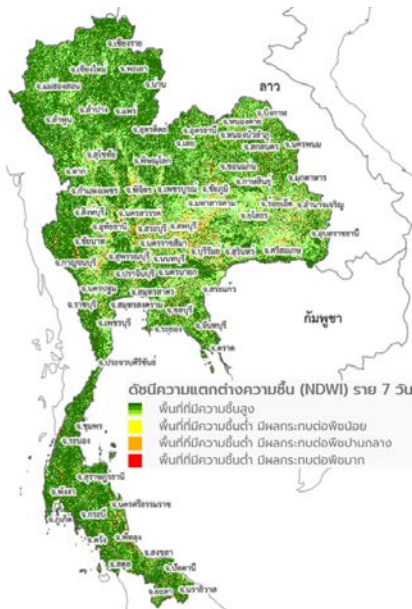 จ.เชียงราย
จ.เชียงใหม่
จ.พะเยา
จ.แม่ฮ่องสอน
จ.น่าน
ลาว
จ.ลำปาง
จ.แพร่
จ.ลำพูน
จ.บึงกาฬ
จ.หนองคาย
จ.อุตรดิตถ์
จ.อุดรธานี
จ.หนองบัวลำภู
จ.เลย
จ.สกลนคร
จ.นครพนม
จ.สุโขทัย
จ.พิษณุโลก
จ.ขอนแก่น
จ.ตาก
จ.มุกดาหาร
จ.กาฬสินธุ์
จ.กำแพงเพชร
จ.พิจิตร
จ.เพชรบูรณ์
จ.ชัยภูมิ
จ.มหาสารคาม
จ.ร้อยเอ็ด
จ.อำนาจเจริญ
จ.สิงห์บุรี
จ.นครสวรรค์
จ.ยโสธร
จ.อุทัยธานี
จ.สระบุรี
จ.ลพบุรี
จ.อุบลราชธานี
จ.ชัยนาท
จ.นครราชสีมา
จ.บุรีรัมย์
จ.สุรินทร์
จ.ศรีสะเกษ
จ.กาญจนบุรี
จ.สุพรรณบุรี
จ.นนทบุรี
จ.ปราจีนบุรี
จ.นครนายก
จ.นครปฐม
จ.สมุทรสาคร
จ.สระแก้ว
จ.ราชบุรี
จ.สมุทรสงคราม
จ.ชลบุรี
กัมพูชา
จ.เพชรบุรี
จ.ระยอง
จ.จันทบุรี
จ.ตราด
จ.ประจวบคีรีขันธ์
ดัชนีความแตกต่างความชื้น (NDWI) ราย 7 วัน
พื้นที่ที่มีความชื้นสูง
พื้นที่ที่มีความชื้นต่ำ มีผลกระทบต่อพืชน้อย
พื้นที่ที่มีความชื้นต่ำ มีผลกระทบต่อพืชปานกลาง
พื้นที่ที่มีความชื้นต่ำ มีผลกระทบต่อพืชมาก
จ.ชุมพร
จ.ระนอง
จ.สุราษฎร์ธานี
จ.พังงา
จ.นครศรีธรรมราช
จ.ภูเก็ต
จ.กระบี่
จ.ตรัง
จ.พัทลุง
จ.สงขลา
จ.สตูล
จ.ปัตตานี
จ.ยะลา
จ.นราธิวาส